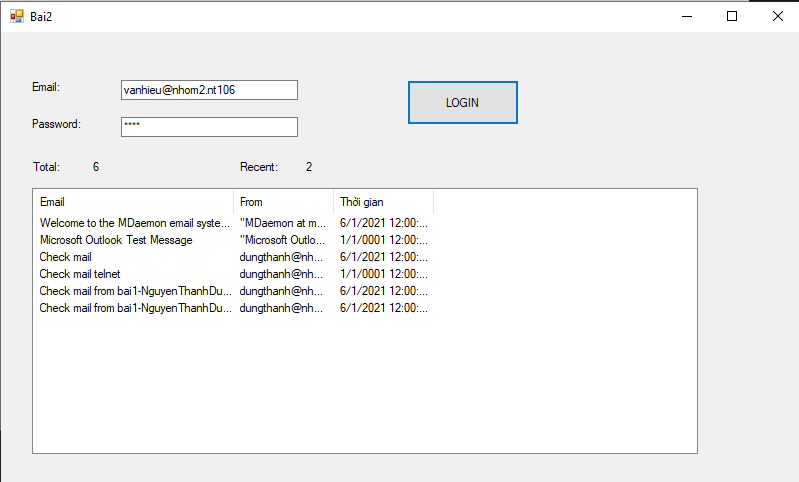 Bai2
Email: vanhieu@nhom2.nt106 LOGIN
Password: ****
Total: 6 Recent: 2
Email From Thời gian
Welcome to the MDaemon email syste... "MDaemon at m... 6/1/2021 12:00:...
Microsoft Outlook Test Message "Microsoft Outlo... 1/1/0001 12:00:...
Check mail dungthanh@nh... 6/1/2021 12:00:...
Check mail telnet dungthanh@nh... 1/1/0001 12:00:...
Check mail from bai1-NguyenThanhDu... dungthanh@nh... 6/1/2021 12:00:...
Check mail from bai1-NguyenThanhDu... dungthanh@nh... 6/1/2021 12:00:...